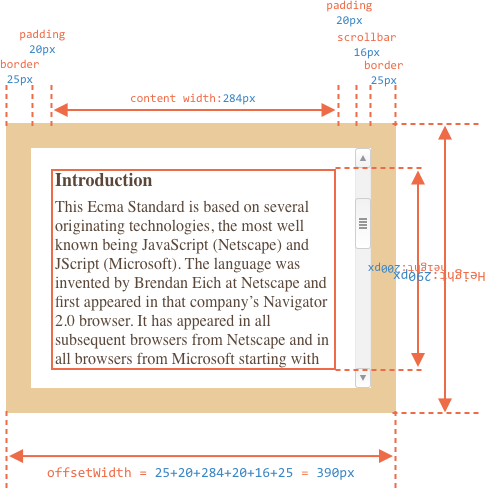 padding
20px
padding
20px
scrollbar
16px
border
25px
border
25px
content width:284px
Introduction
This Ecma Standard is based on several
originating technologies, the most well
known being JavaScript (Netscape) and
JScript (Microsoft). The language was
invented by Brendan Eich at Netscape and
first appeared in that company’s Navigator
2.0 browser. It has appeared in all
subsequent browsers from Netscape and in
all browsers from Microsoft starting with
height:200px
Height:290px
offsetWidth = 25+20+284+20+16+25 = 390px